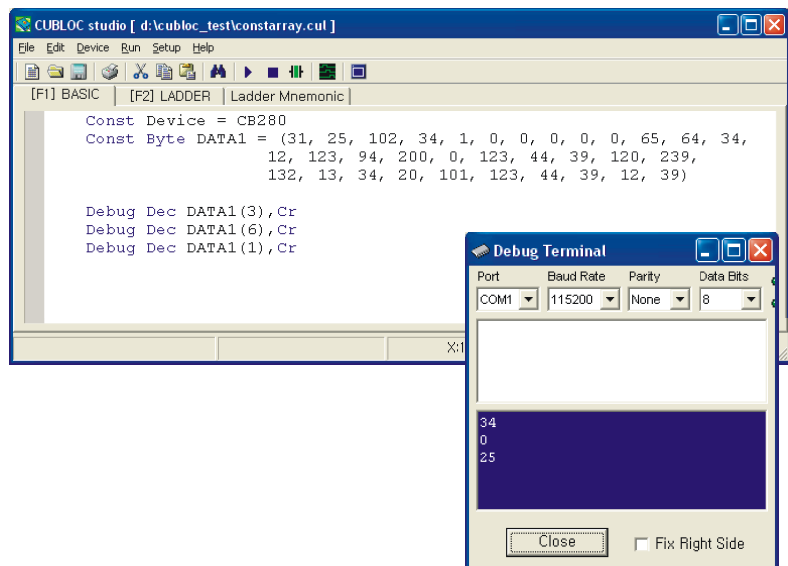 CUBLOC studio [ d:\cubloc_test\constarray.cul ]
File Edit Device Run Setup Help
[F1] BASIC [F2] LADDER Ladder Mnemonic
Const Device = CB280
Const Byte DATA1 = (31, 25, 102, 34, 1, 0, 0, 0, 0, 0, 65, 64, 34,
12, 123, 94, 200, 0, 123, 44, 39, 120, 239,
132, 13, 34, 20, 101, 123, 44, 39, 12, 39)
Debug Dec DATA1(3),Cr
Debug Dec DATA1(6),Cr
Debug Dec DATA1(1),Cr
X:1
Debug Terminal
Port Baud Rate Parity Data Bits
COM1 115200 None 8
34
0
25
Close Fix Right Side